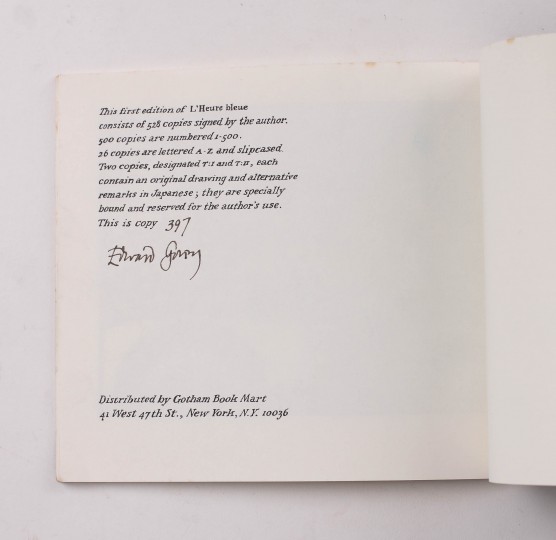 This first edition of L'Heure bleue
consists of 528 copies signed by the author.
500 copies are numbered 1-500.
26 copies are lettered A-Z and slipcased.
Two copies, designated T:I and T:II, each
contain an original drawing and alternative
remarks in Japanese; they are specially
bound and reserved for the author's use.
This is copy 397
Edward Gorey
Distributed by Gotham Book Mart
41 West 47th St., New York, N.Y. 10036